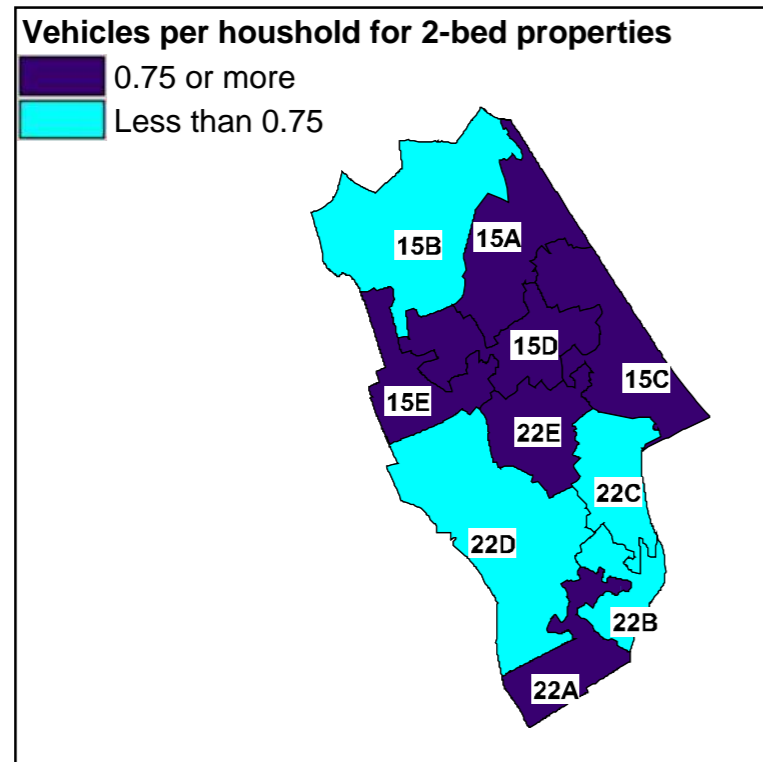 Vehicles per houshold for 2-bed properties
0.75 or more
Less than 0.75
15B
15A
15D
15C
15E
22E
22C
22D
22B
22A